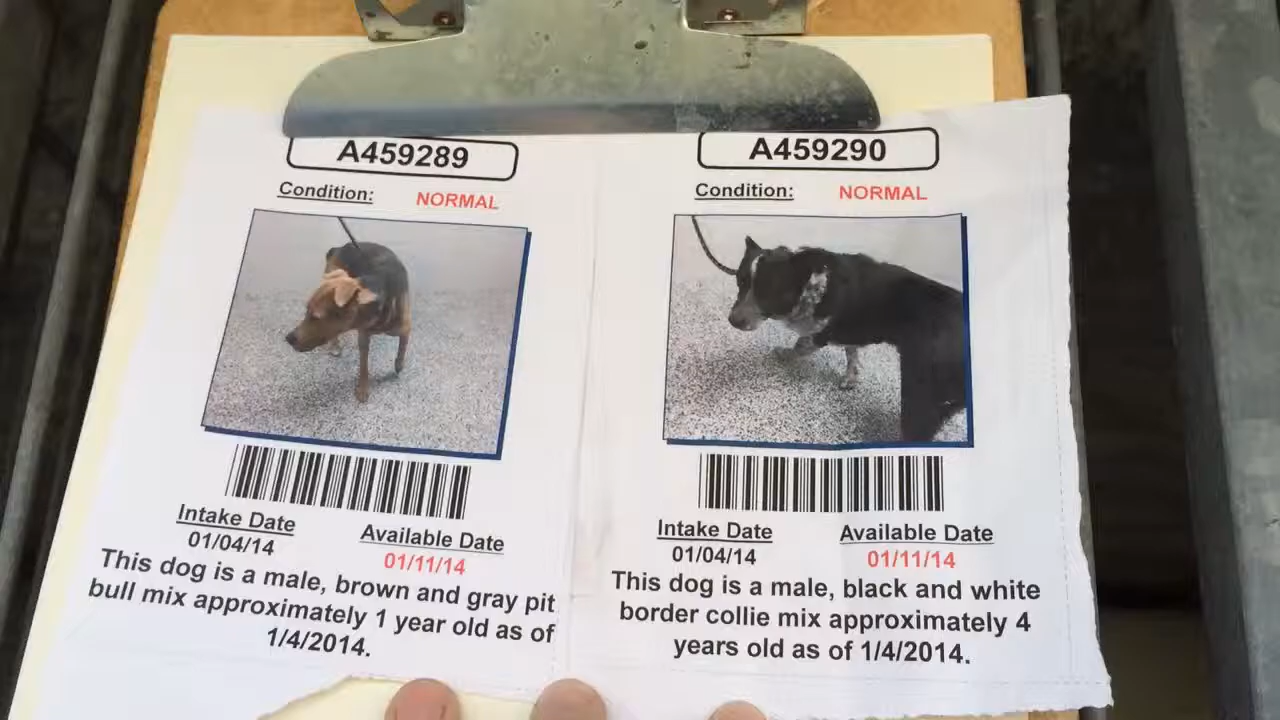 A459289
Condition: NORMAL
Intake Date Available Date
01/04/14 01/11/14
This dog is a male, brown and gray pit
bull mix approximately 1 year old as of
1/4/2014.
A459290
Condition: NORMAL
Intake Date Available Date
01/04/14 01/11/14
This dog is a male, black and white
border collie mix approximately 4
years old as of 1/4/2014.